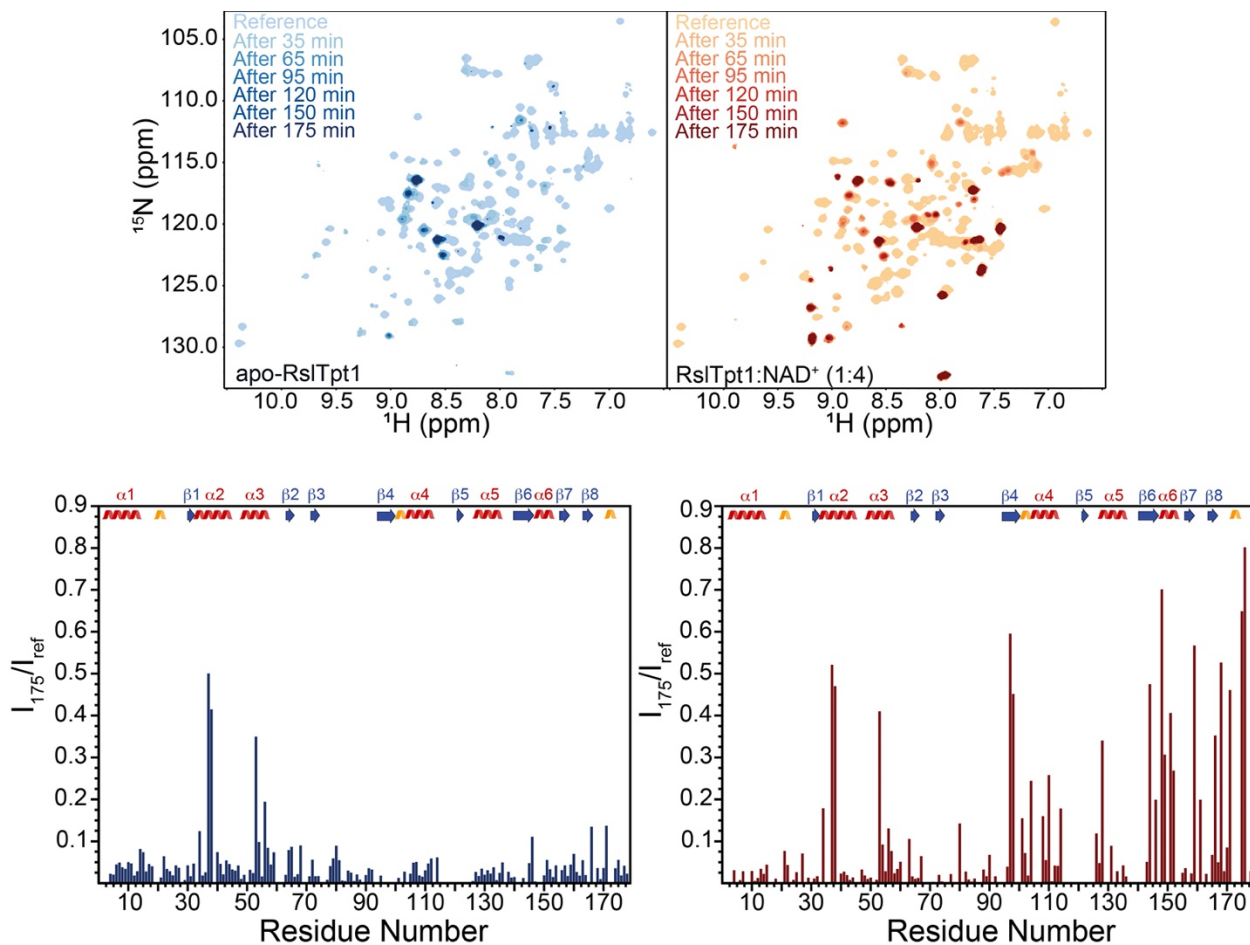 Reference
After 35 min
After 65 min
After 95 min
After 120 min
After 150 min
After 175 min
apo-RslTpt1
Reference
After 35 min
After 65 min
After 95 min
After 120 min
After 150 min
After 175 min
RslTpt1:NAD⁺ (1:4)
105.0
110.0
115.0
120.0
125.0
130.0
¹⁵N (ppm)
10.0 9.0 8.5 8.0 7.5 7.0
¹H (ppm)
10.0 9.0 8.5 8.0 7.5 7.0
¹H (ppm)
α1 β1 α2 α3 β2 β3 β4 α4 β5 α5 β6 α6 β7 β8
0.9
0.8
0.7
0.6
0.5
0.4
0.3
0.2
0.1
I₁₇₅/I_ref
10 30 50 70 90 110 130 150 170
Residue Number
α1 β1 α2 α3 β2 β3 β4 α4 β5 α5 β6 α6 β7 β8
0.9
0.8
0.7
0.6
0.5
0.4
0.3
0.2
0.1
I₁₇₅/I_ref
10 30 50 70 90 110 130 150 170
Residue Number